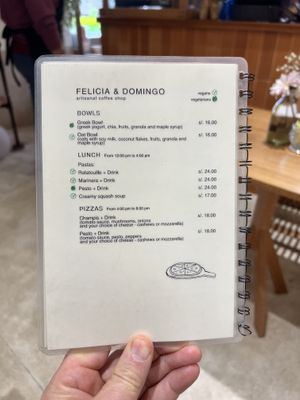 FELICIA & DOMINGO
artisanal coffee shop
vegans
vegetarians
BOWLS
Greek Bowl s/. 16.00
(greek yogurt, chia, fruits, granola and maple syrup)
Oat Bowl s/. 16.00
(oats with soy milk, coconut flakes, fruits, granola and
maple syrup)
LUNCH From 12:00 pm to 4:00 pm
Pastas:
Ratatouille + Drink s/. 24.00
Marinara + Drink s/. 24.00
Pesto + Drink s/. 24.00
Creamy squash soup s/. 17.00
PIZZAS From 4:00 pm to 8:00 pm
Champis + Drink s/. 18.00
(tomato sauce, mushrooms, onions
and your choice of cheese - cashews or mozzarella)
Pesto + Drink s/. 18.00
(tomato sauce, pesto, peppers
and your choice of cheese - cashews or mozzarella)